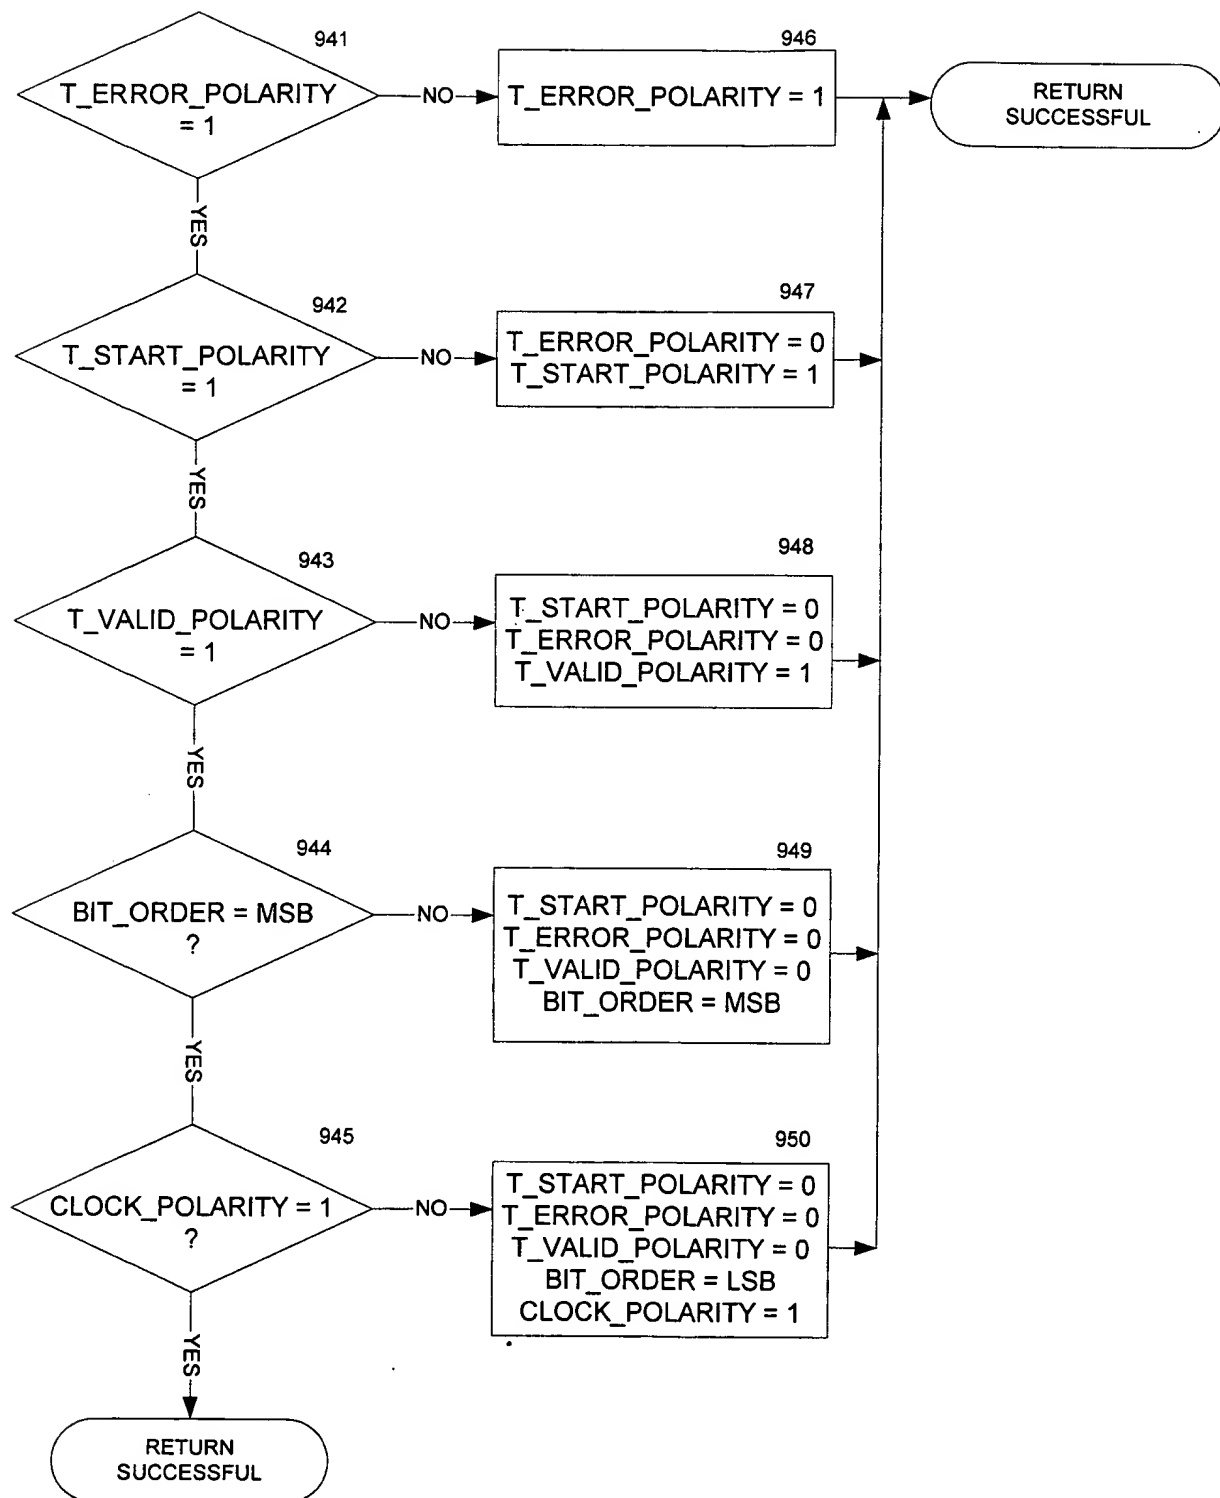 941
T_ERROR_POLARITY
= 1
NO
946
T_ERROR_POLARITY = 1
RETURN
SUCCESSFUL
YES
942
T_START_POLARITY
= 1
NO
947
T_ERROR_POLARITY = 0
T_START_POLARITY = 1
YES
943
T_VALID_POLARITY
= 1
NO
948
T_START_POLARITY = 0
T_ERROR_POLARITY = 0
T_VALID_POLARITY = 1
YES
944
BIT_ORDER = MSB
?
NO
949
T_START_POLARITY = 0
T_ERROR_POLARITY = 0
T_VALID_POLARITY = 0
BIT_ORDER = MSB
YES
945
CLOCK_POLARITY = 1
?
NO
950
T_START_POLARITY = 0
T_ERROR_POLARITY = 0
T_VALID_POLARITY = 0
BIT_ORDER = LSB
CLOCK_POLARITY = 1
YES
RETURN
SUCCESSFUL